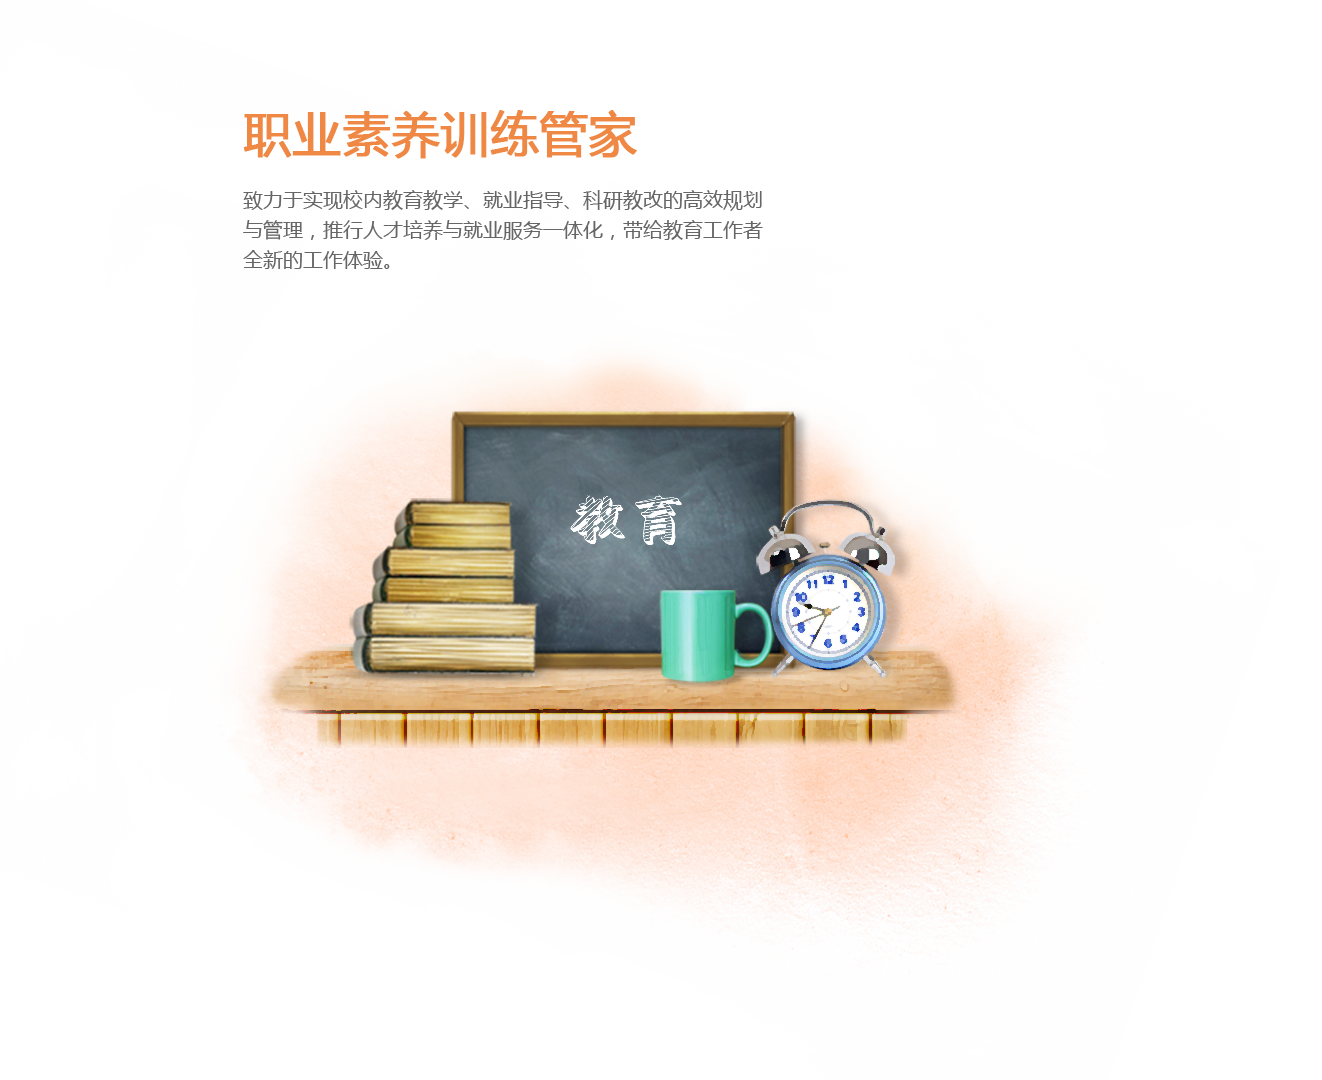 职业素养训练管家
致力于实现校内教育教学、就业指导、科研教改的高效规划
与管理，推行人才培养与就业服务一体化，带给教育工作者
全新的工作体验。
教育
11 12 1
10 2
9 3
8 4
7 6 5